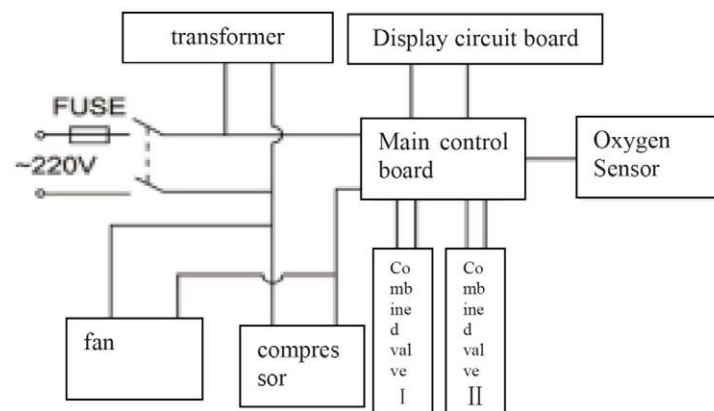 transformer
Display circuit board
FUSE
~220V
Main control
board
Oxygen
Sensor
fan
compres
sor
Co
mb
ine
d
val
ve
I
Co
mb
ine
d
val
ve
II